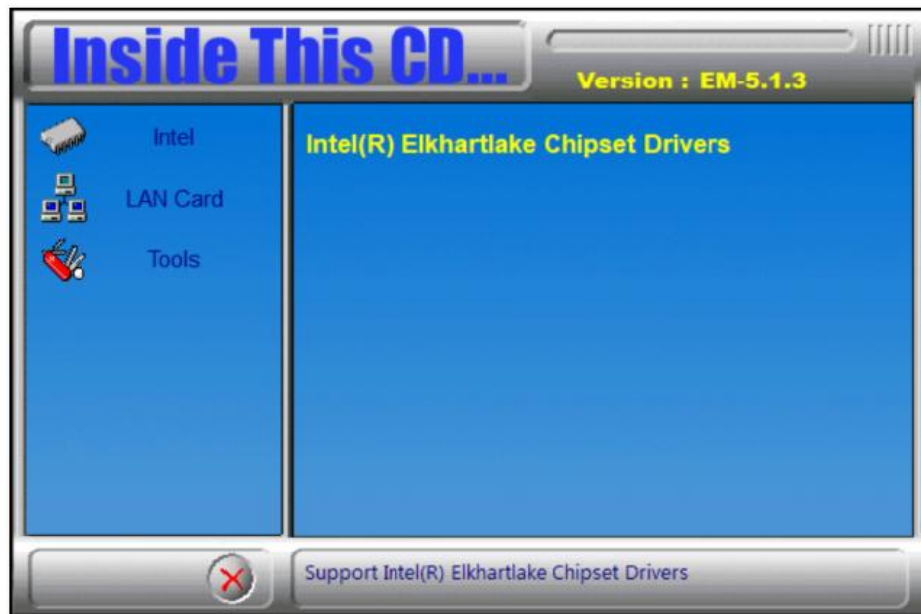 Inside This CD...
Version : EM-5.1.3
Intel
LAN Card
Tools
Intel(R) Elkhartlake Chipset Drivers
Support Intel(R) Elkhartlake Chipset Drivers